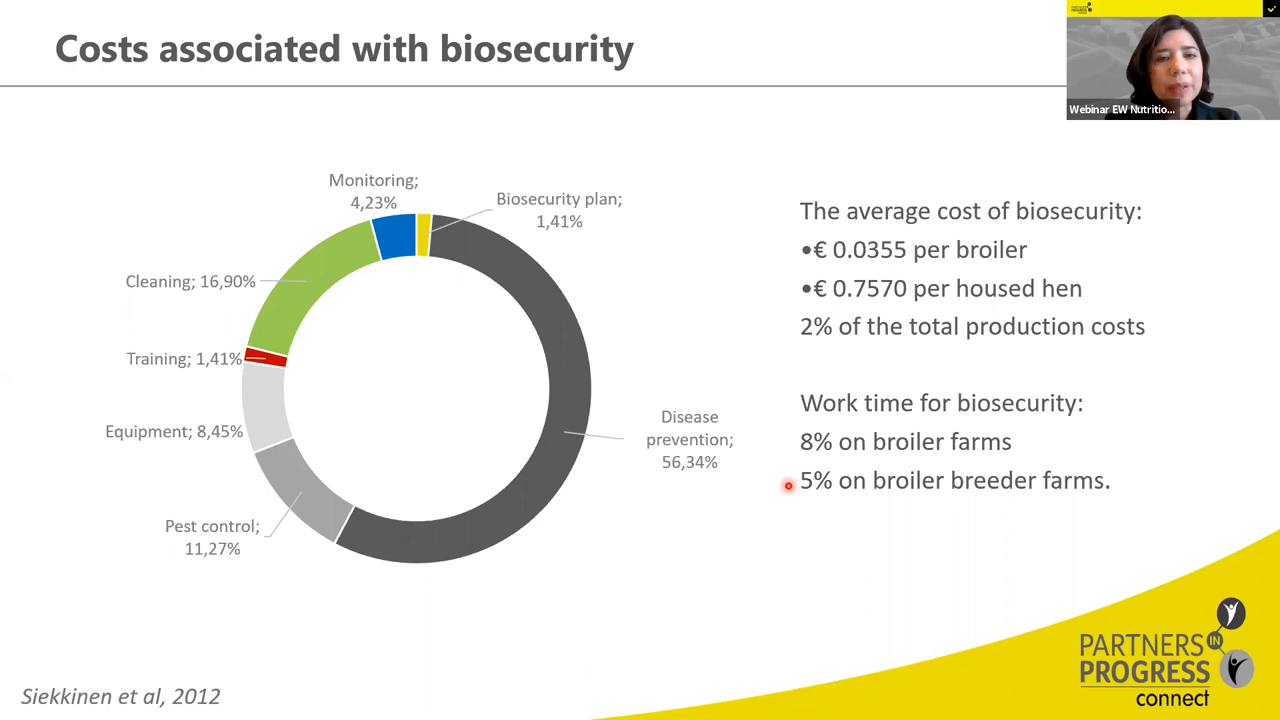 Costs associated with biosecurity
PARTNERS
PROGRESS
Webinar EW Nutritio...
Monitoring;
4,23%
Biosecurity plan;
1,41%
Cleaning; 16,90%
Training; 1,41%
Equipment; 8,45%
Pest control;
11,27%
Disease
prevention;
56,34%
The average cost of biosecurity:
•€ 0.0355 per broiler
•€ 0.7570 per housed hen
2% of the total production costs
Work time for biosecurity:
8% on broiler farms
5% on broiler breeder farms.
Siekkinen et al, 2012
PARTNERS IN
PROGRESS
connect